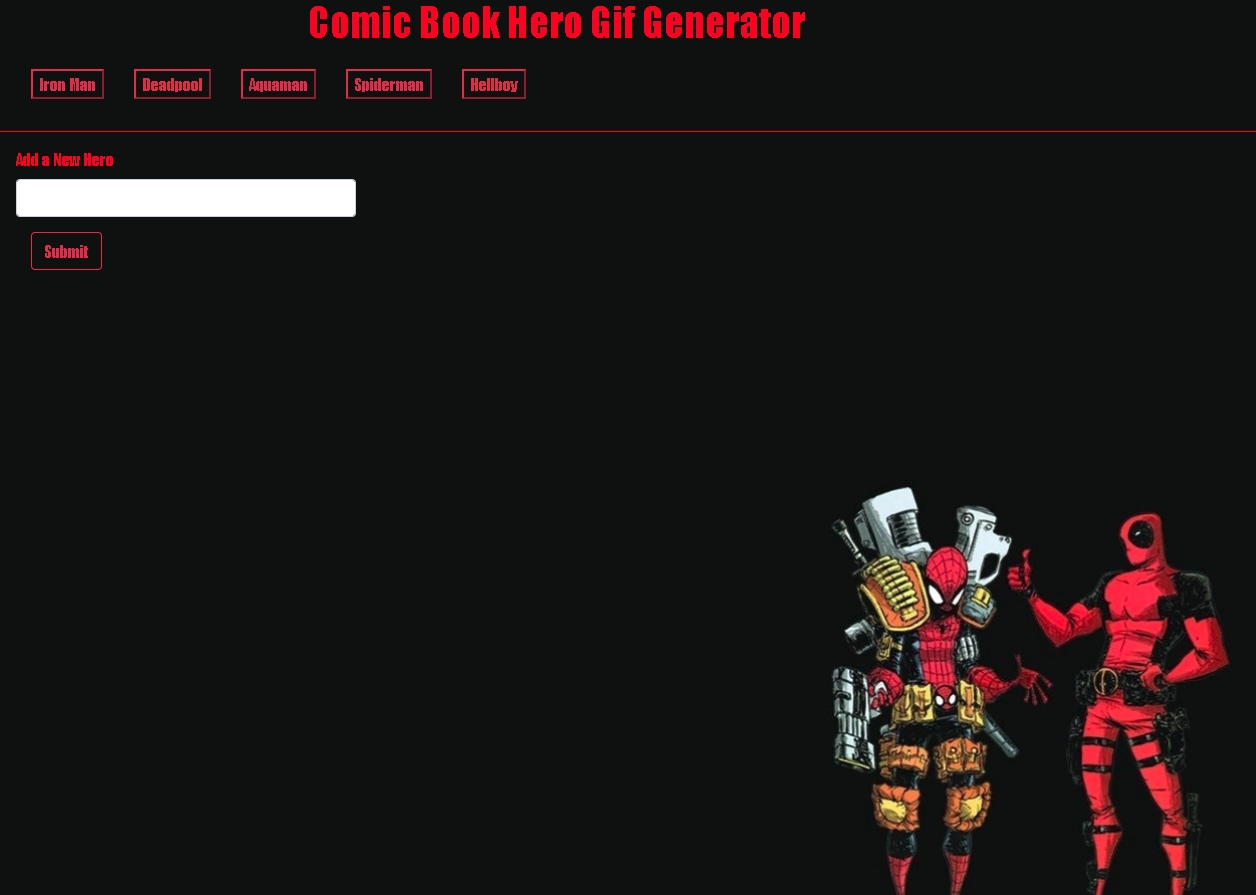 Comic Book Hero Gif Generator
Iron Man Deadpool Aquaman Spiderman Hellboy
Add a New Hero
Submit